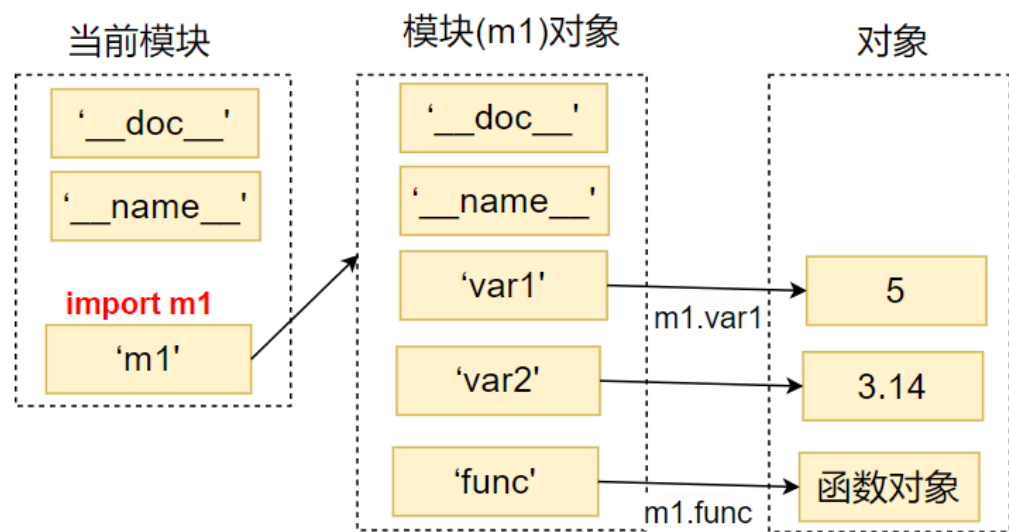 当前模块
‘__doc__'
‘__name__'
import m1
‘m1'
模块(m1)对象
‘__doc__'
‘__name__'
‘var1'
‘var2'
‘func'
m1.var1
m1.func
对象
5
3.14
函数对象